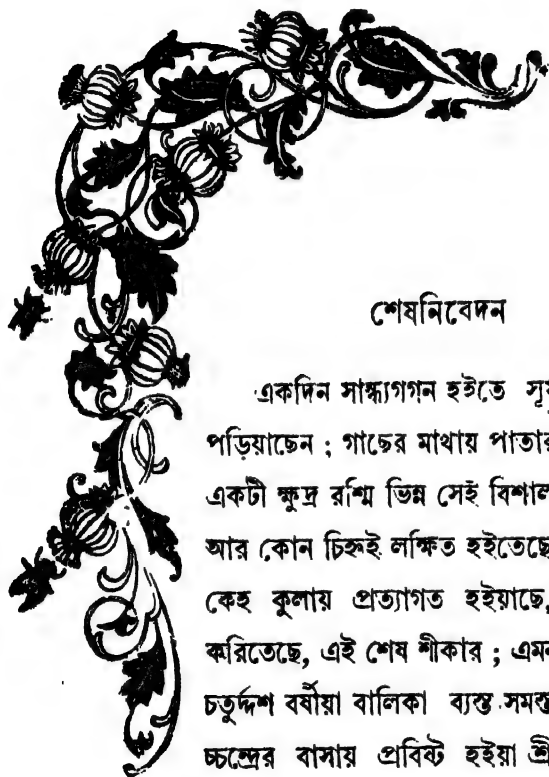 শেষনিবেদন
একদিন সান্ধ্যগগন হইতে
পড়িয়াছেন ; গাছের মাথায় পাতার
একটী ক্ষুদ্র রশ্মি ভিন্ন সেই বিশাল
আর কোন চিহ্নই লক্ষিত হইতেছে
কেহ কুলায় প্রত্যাগত হইয়াছে,
করিতেছে, এই শেষ শীকার ;
চতুর্দ্দশ বর্ষীয়া বালিকা ব্যস্ত সমস্ত
চ্চন্দ্রের বাসায় প্রবিষ্ট হইয়া শ্রী